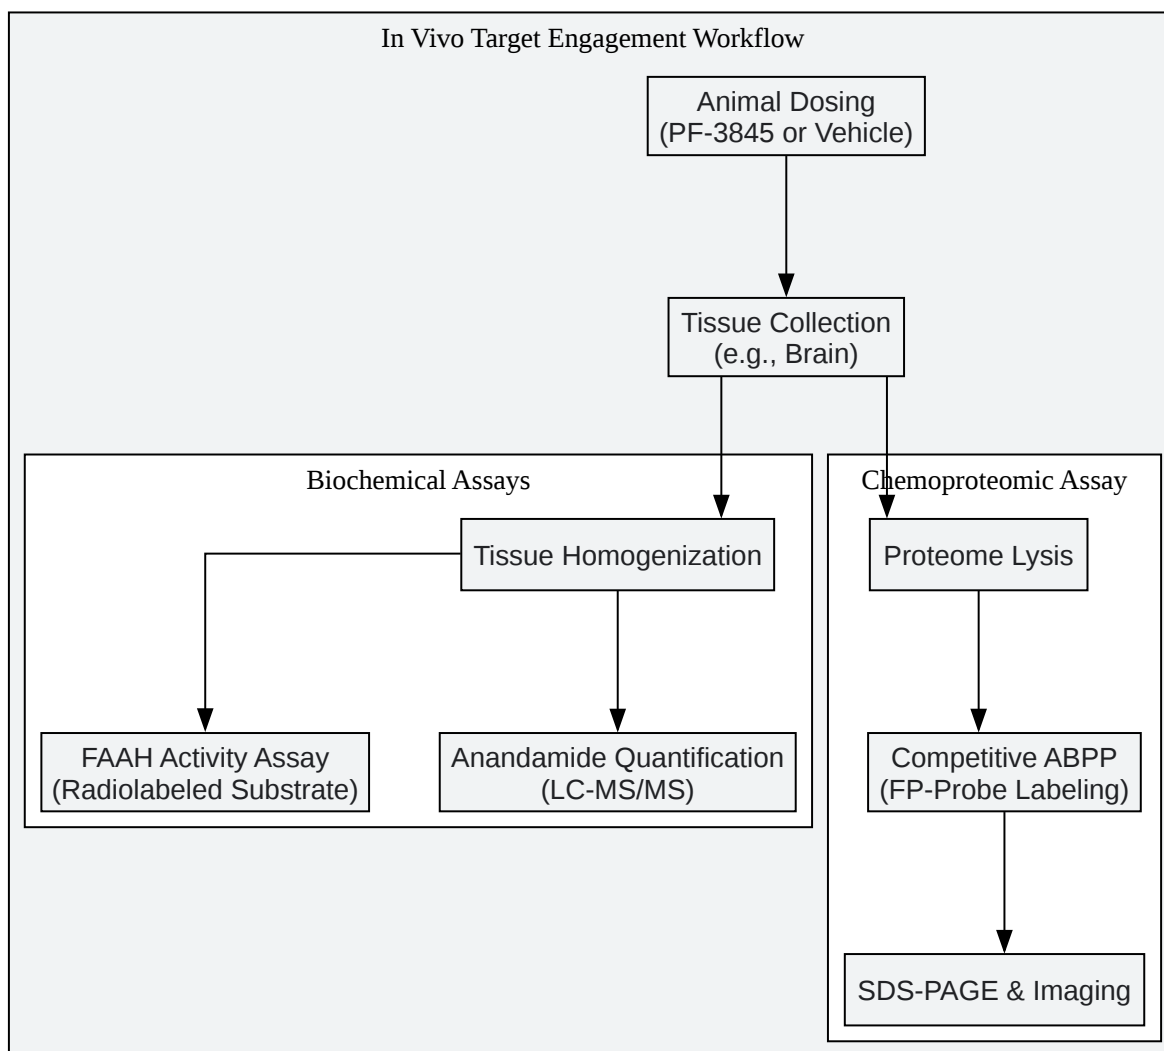 In Vivo Target Engagement Workflow
Animal Dosing
(PF-3845 or Vehicle)
Tissue Collection
(e.g., Brain)
Biochemical Assays
Tissue Homogenization
FAAH Activity Assay
(Radiolabeled Substrate)
Anandamide Quantification
(LC-MS/MS)
Chemoproteomic Assay
Proteome Lysis
Competitive ABPP
(FP-Probe Labeling)
SDS-PAGE & Imaging